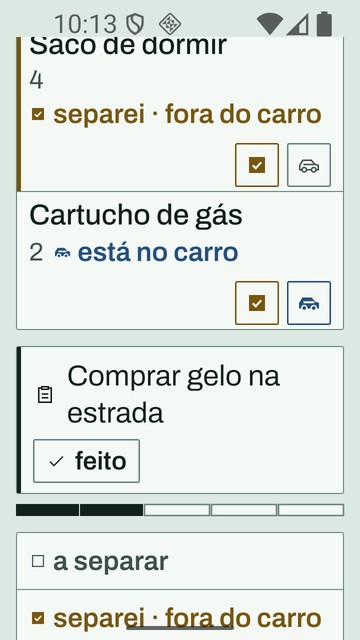 10:13
Saco de dormir
4
separei · fora do carro
Cartucho de gás
2 está no carro
Comprar gelo na
estrada
feito
a separar
separei · fora do carro